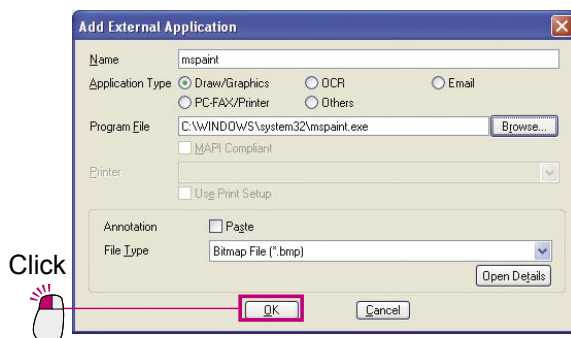 Add External Application
Name mspaint
Application Type Draw/Graphics OCR Email
PC-FAX/Printer Others
Program File C:\WINDOWS\system32\mspaint.exe Browse...
MAPI Compliant
Printer
Use Print Setup
Annotation Paste
File Type Bitmap File (*.bmp)
Open Details
Click
OK Cancel